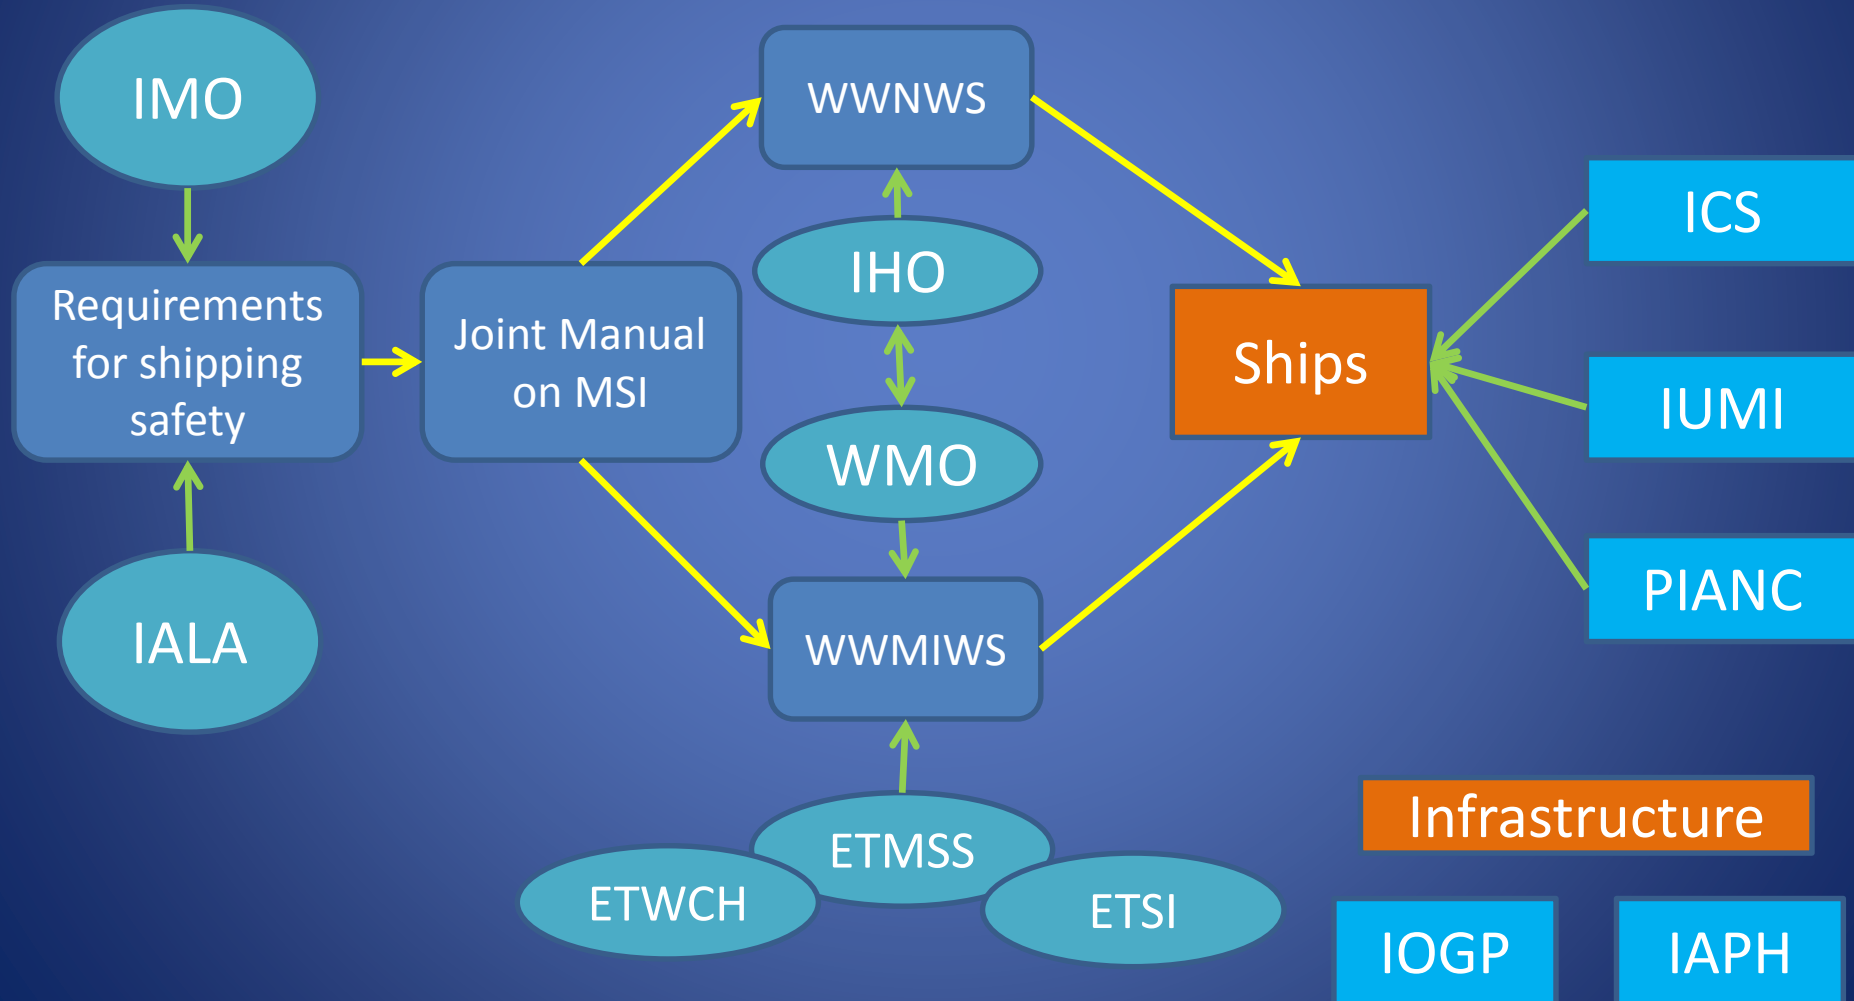 IMO
WWNWS
ICS
IHO
Requirements
for shipping
safety
Joint Manual
on MSI
Ships
IUMI
WMO
PIANC
IALA
WWMIWS
Infrastructure
ETMSS
ETWCH
ETSI
IOGP
IAPH